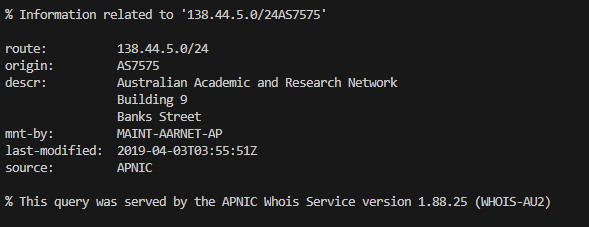 % Information related to '138.44.5.0/24AS7575'
route: 138.44.5.0/24
origin: AS7575
descr: Australian Academic and Research Network
Building 9
Banks Street
mnt-by: MAINT-AARNET-AP
last-modified: 2019-04-03T03:55:51Z
source: APNIC
% This query was served by the APNIC Whois Service version 1.88.25 (WHOIS-AU2)